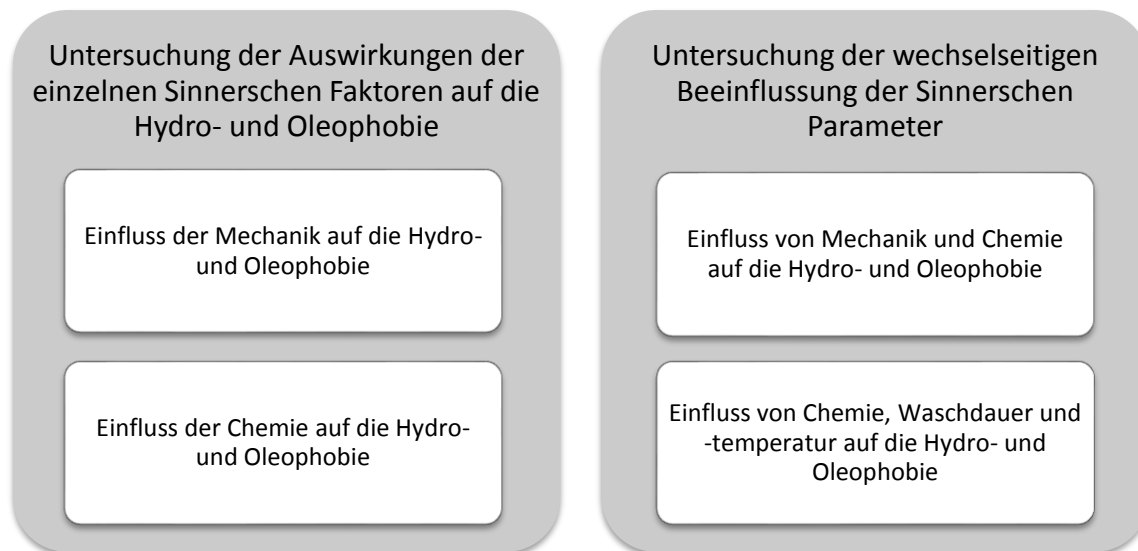 Untersuchung der Auswirkungen der
einzelnen Sinnerschen Faktoren auf die
Hydro- und Oleophobie
Einfluss der Mechanik auf die Hydro-
und Oleophobie
Einfluss der Chemie auf die Hydro-
und Oleophobie
Untersuchung der wechselseitigen
Beeinflussung der Sinnerschen
Parameter
Einfluss von Mechanik und Chemie
auf die Hydro- und Oleophobie
Einfluss von Chemie, Waschdauer und
-temperatur auf die Hydro- und
Oleophobie